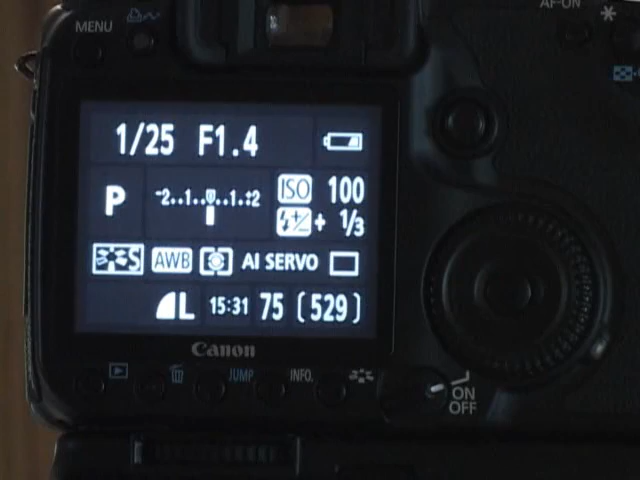 AF-ON
MENU
1/25 F1.4
P
-2..1..0..1.:2
ISO 100
+ 1/3
S AWB AI SERVO
L 15:31 75 [529]
Canon
JUMP INFO.
ON
OFF